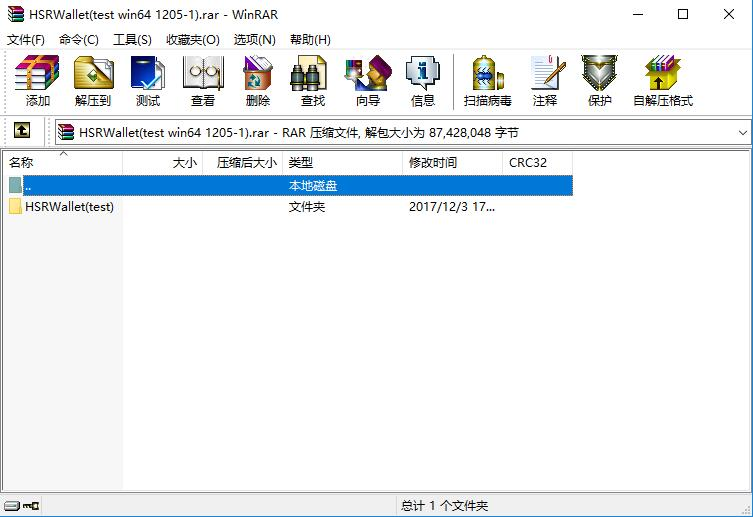 HSRWallet(test win64 1205-1).rar - WinRAR
文件(F) 命令(C) 工具(S) 收藏夹(O) 选项(N) 帮助(H)
添加 解压到 测试 查看 删除 查找 向导 信息 扫描病毒 注释 保护 自解压格式
HSRWallet(test win64 1205-1).rar - RAR 压缩文件, 解包大小为 87,428,048 字节
名称 大小 压缩后大小 类型 修改时间 CRC32
.. 本地磁盘
HSRWallet(test) 文件夹 2017/12/3 17...
总计 1 个文件夹